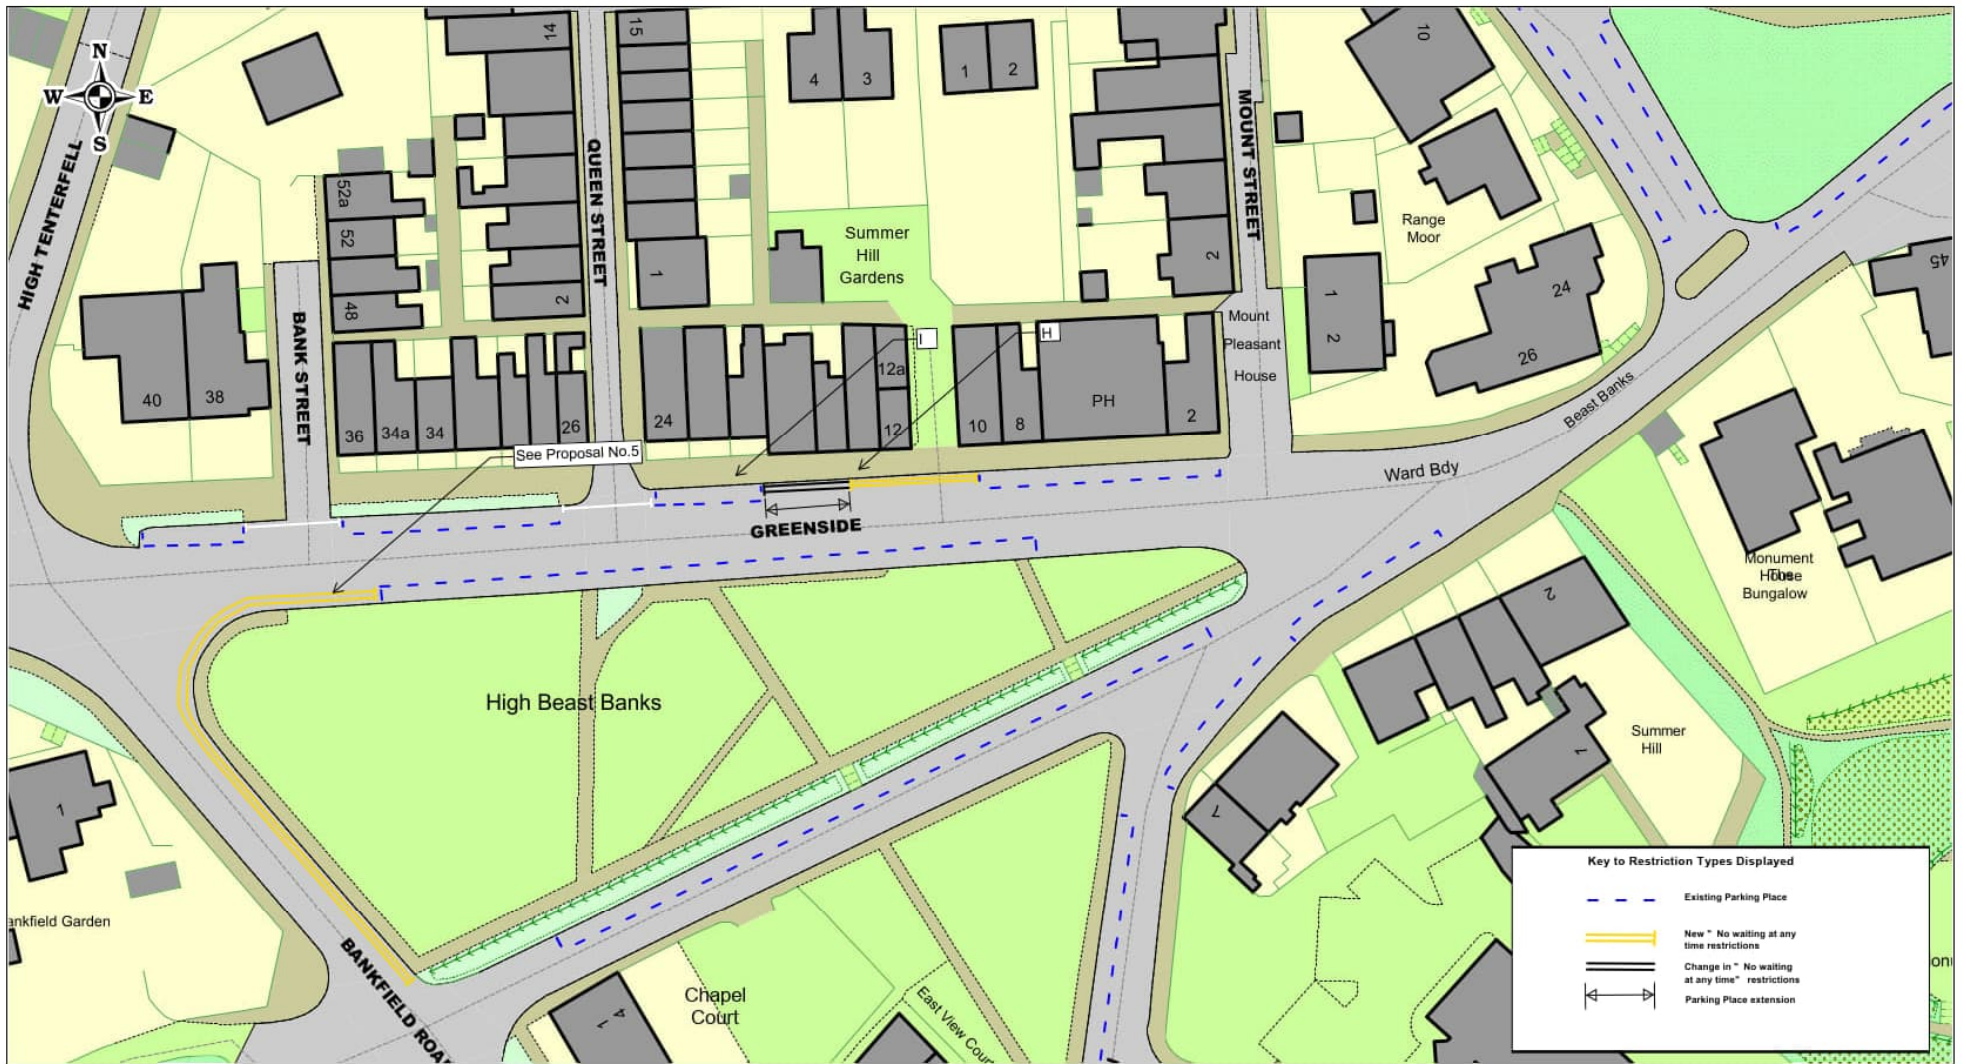 N
W E
S
HIGH TENTERFELL
BANK STREET
QUEEN STREET
MOUNT STREET
14
15
4
3
1
2
10
52a
52
48
2
1
Summer
Hill
Gardens
2
Range
Moor
1
2
24
26
45
40
38
36
34a
34
26
24
12a
12
I
H
10
8
PH
2
Mount
Pleasant
House
Beast Banks
Ward Bdy
See Proposal No.5
GREENSIDE
High Beast Banks
Monument
House
The
Bungalow
2
1
7
Summer
Hill
1
ankfield Garden
BANKFIELD ROA
Chapel
Court
1
4
East View Court
Key to Restriction Types Displayed
Existing Parking Place
New " No waiting at any
time restrictions
Change in " No waiting
at any time" restrictions
Parking Place extension